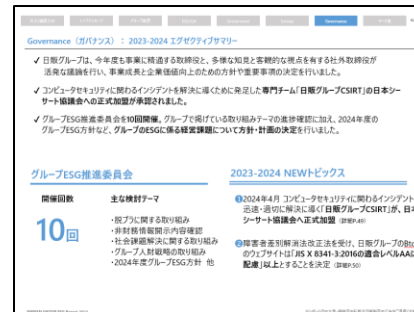 Governance
Governance（ガバナンス）： 2023-2024 エグゼクティブサマリー
✓ 日販グループは、今年度も事業に精通する取締役と、多様な知見と客観的な視点を有する社外取締役が
活発な議論を行い、事業成長と企業価値向上のための方針や重要事項の決定を行いました。
✓ コンピュータセキュリティに関わるインシデントを解決に導くために発足した専門チーム「日販グループCSIRT」の日本シー
サート協議会への正式加盟が承認されました。
✓ グループESG推進委員会を10回開催。グループで掲げている取り組みテーマの進捗確認に加え、2024年度の
グループESG方針など、グループのESGに係る経営課題について方針・計画の決定を行いました。
グループESG推進委員会
開催回数 主な検討テーマ
10回
・脱プラに関する取り組み
・非財務情報開示内容確認
・社会課題解決に関する取り組み
・グループ人財戦略の取り組み
・2024年度グループESG方針 他
2023-2024 NEWトピックス
❶2024年4月 コンピュータセキュリティに関わるインシデント
迅速・適切に解決に導く「日販グループCSIRT」が、日本
シーサート協議会へ正式加盟（詳細P.49）
❷障害者差別解消法改正法を受け、日販グループのBto
のウェブサイトは「JIS X 8341-3:2016の適合レベルAAに
配慮」以上とすることを決定（詳細P.50）